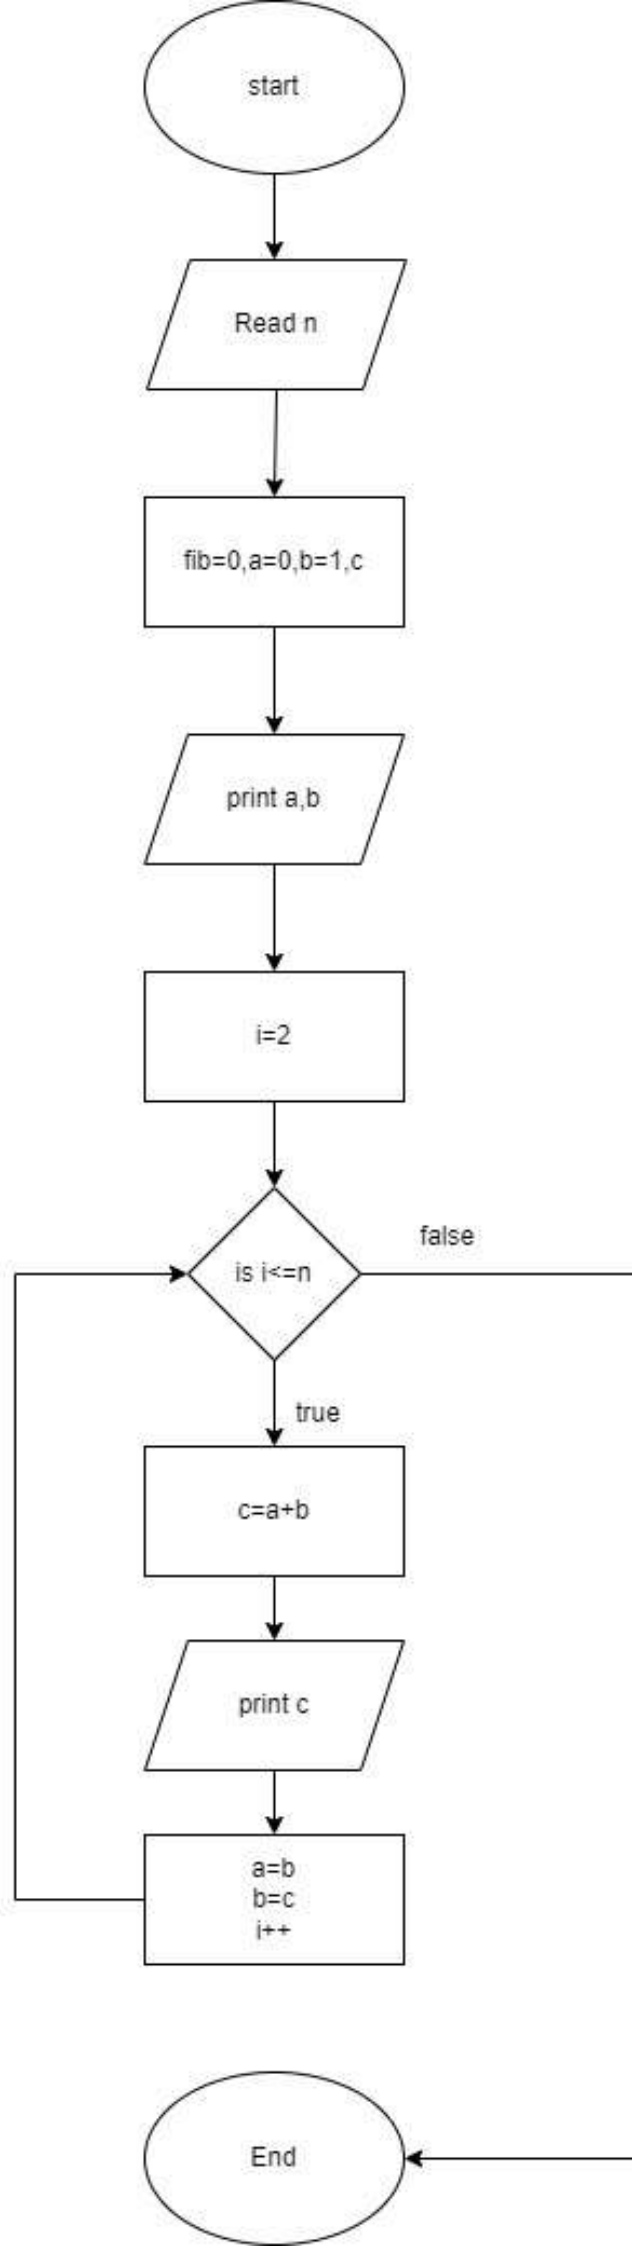 start
Read n
fib=0,a=0,b=1,c
print a,b
i=2
is i<=n
false
true
c=a+b
print c
a=b
b=c
i++
End